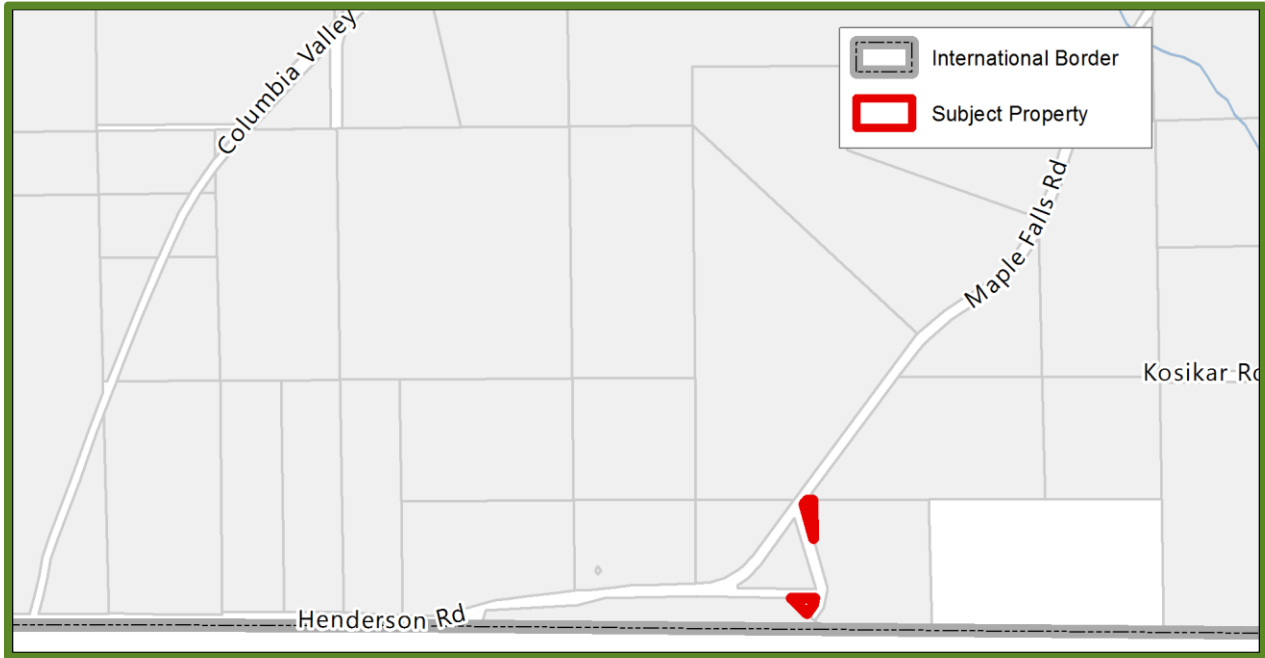 Columbia Valley
International Border
Subject Property
Maple Falls Rd
Kosikar Rd
Henderson Rd